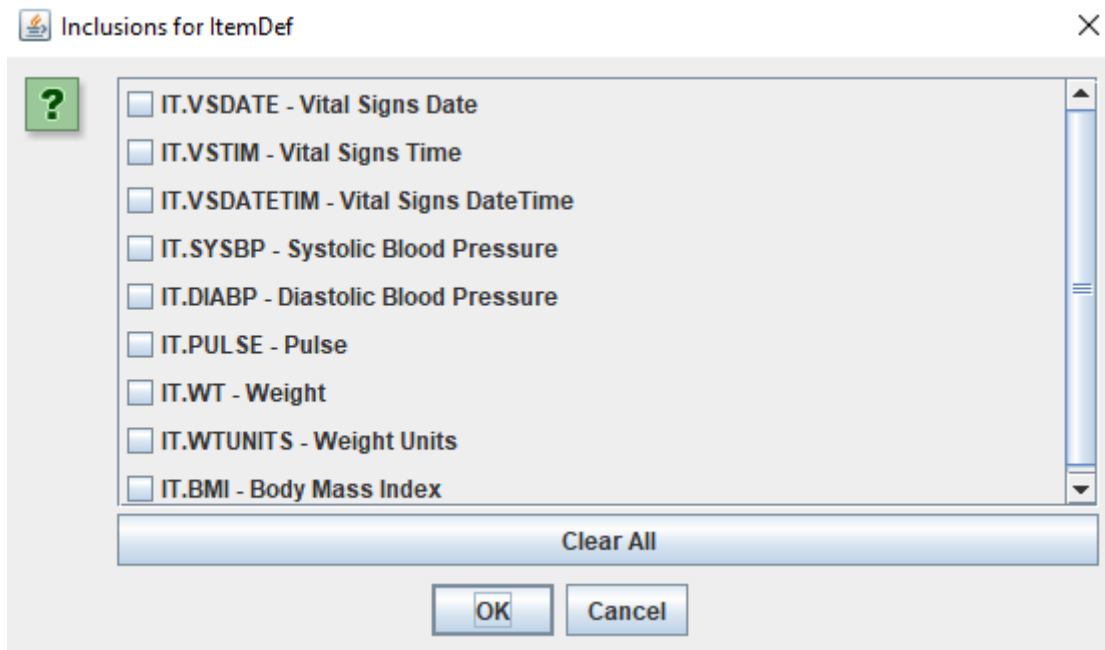 Inclusions for ItemDef
?
IT.VSDATE - Vital Signs Date
IT.VSTIM - Vital Signs Time
IT.VSDATETIM - Vital Signs DateTime
IT.SYSBP - Systolic Blood Pressure
IT.DIABP - Diastolic Blood Pressure
IT.PULSE - Pulse
IT.WT - Weight
IT.WTUNITS - Weight Units
IT.BMI - Body Mass Index
Clear All
OK Cancel